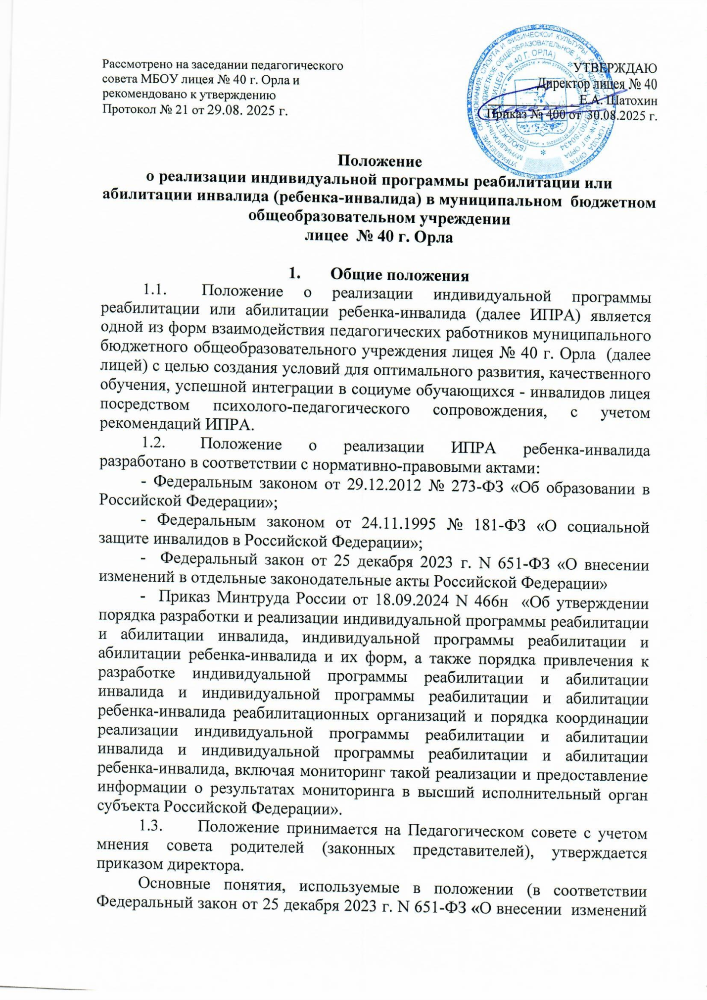 Рассмотрено на заседании педагогического
совета МБОУ лицея № 40 г. Орла и
рекомендовано к утверждению
Протокол № 21 от 29.08. 2025 г.
УТВЕРЖДАЮ
Директор лицея № 40
Е.А. Шатохин
Приказ № 400 от 30.08.2025 г.
Положение
о реализации индивидуальной программы реабилитации или
абилитации инвалида (ребенка-инвалида) в муниципальном бюджетном
общеобразовательном учреждении
лицее № 40 г. Орла
1. Общие положения
1.1. Положение о реализации индивидуальной программы
реабилитации или абилитации ребенка-инвалида (далее ИПРА) является
одной из форм взаимодействия педагогических работников муниципального
бюджетного общеобразовательного учреждения лицея № 40 г. Орла (далее
лицей) с целью создания условий для оптимального развития, качественного
обучения, успешной интеграции в социуме обучающихся - инвалидов лицея
посредством психолого-педагогического сопровождения, с учетом
рекомендаций ИПРА.
1.2. Положение о реализации ИПРА ребенка-инвалида
разработано в соответствии с нормативно-правовыми актами:
- Федеральным законом от 29.12.2012 № 273-ФЗ «Об образовании в
Российской Федерации»;
- Федеральным законом от 24.11.1995 № 181-ФЗ «О социальной
защите инвалидов в Российской Федерации»;
- Федеральный закон от 25 декабря 2023 г. N 651-ФЗ «О внесении
изменений в отдельные законодательные акты Российской Федерации»
- Приказ Минтруда России от 18.09.2024 N 466н «Об утверждении
порядка разработки и реализации индивидуальной программы реабилитации
и абилитации инвалида, индивидуальной программы реабилитации и
абилитации ребенка-инвалида и их форм, а также порядка привлечения к
разработке индивидуальной программы реабилитации и абилитации
инвалида и индивидуальной программы реабилитации и абилитации
ребенка-инвалида реабилитационных организаций и порядка координации
реализации индивидуальной программы реабилитации и абилитации
инвалида и индивидуальной программы реабилитации и абилитации
ребенка-инвалида, включая мониторинг такой реализации и предоставление
информации о результатах мониторинга в высший исполнительный орган
субъекта Российской Федерации».
1.3. Положение принимается на Педагогическом совете с учетом
мнения совета родителей (законных представителей), утверждается
приказом директора.
Основные понятия, используемые в положении (в соответствии
Федеральный закон от 25 декабря 2023 г. N 651-ФЗ «О внесении изменений